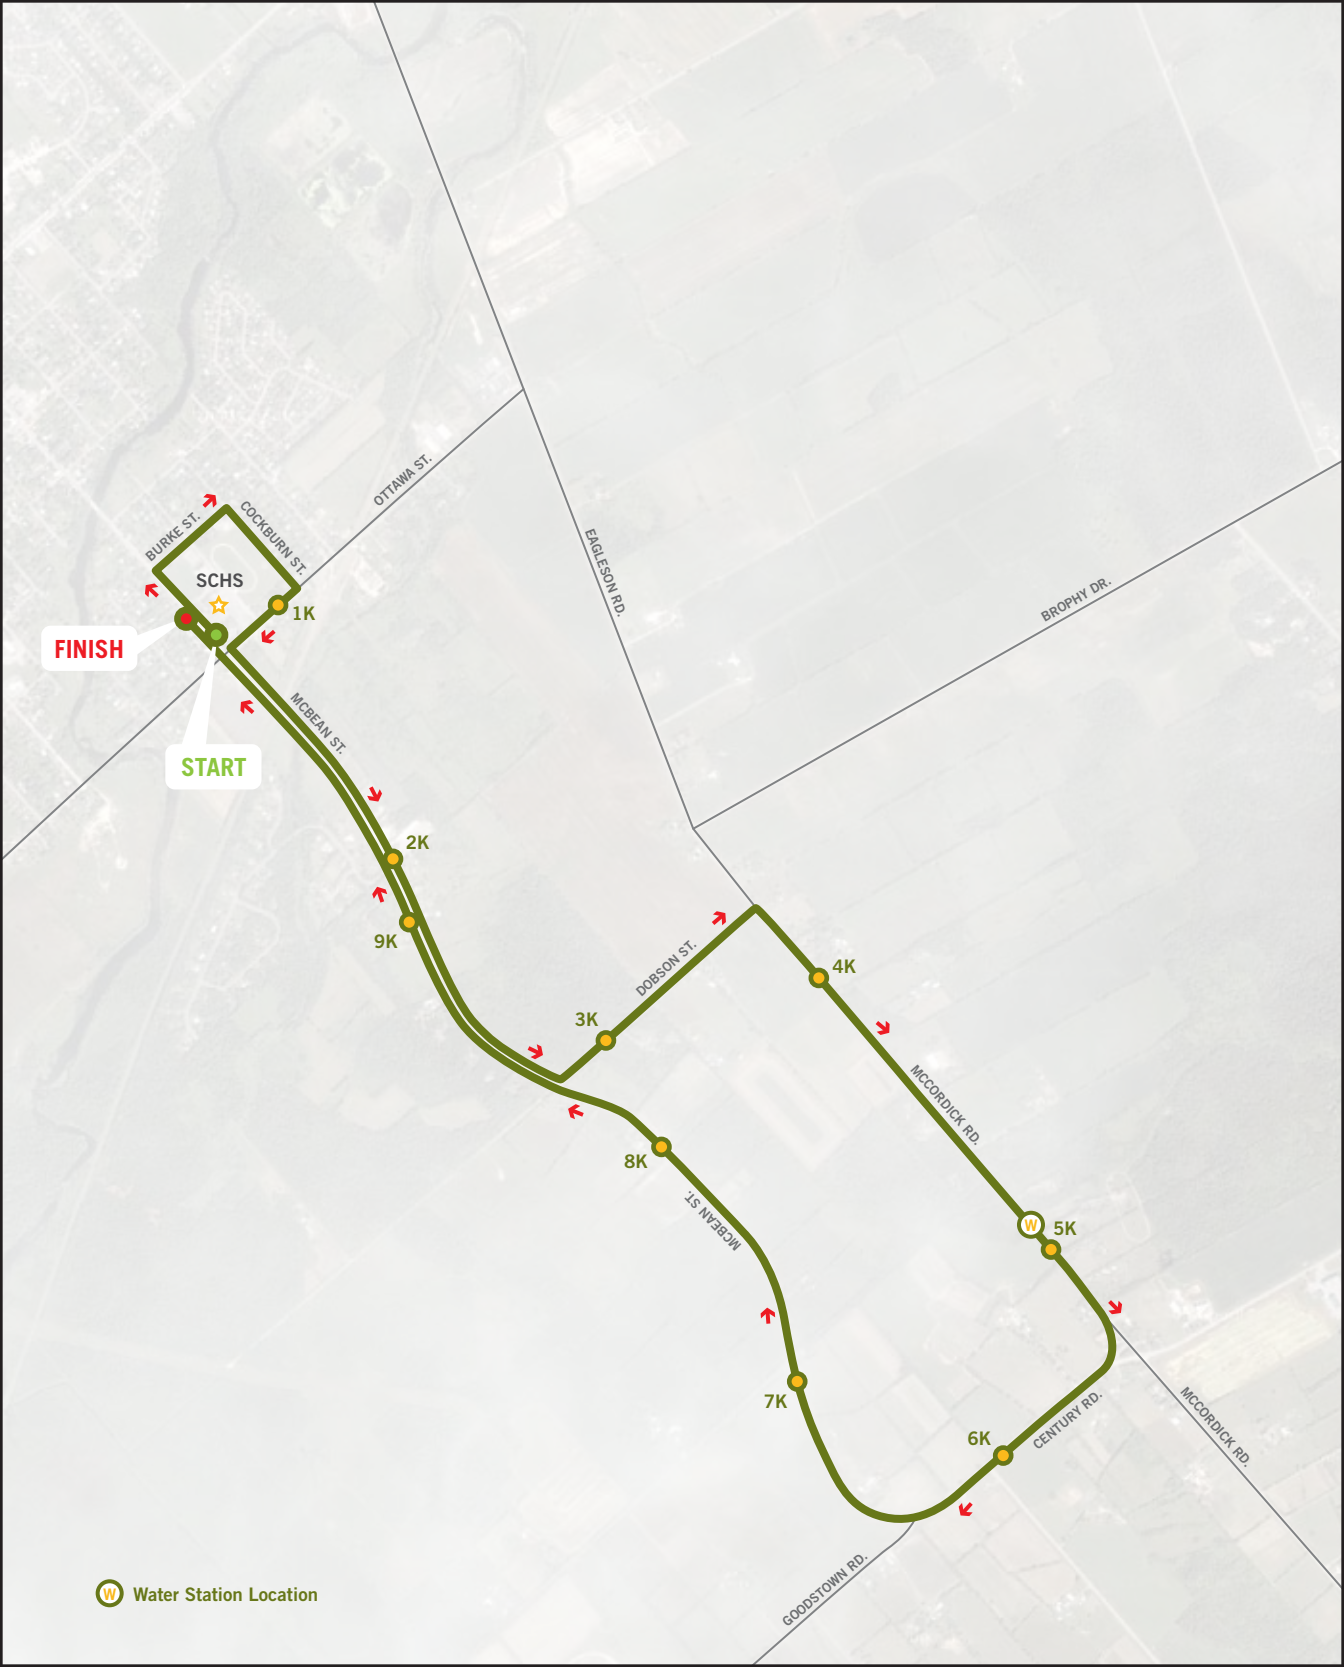 OTTAWA ST.
BURKE ST.
COCKBURN ST.
EAGLESON RD.
SCHS
BROPHY DR.
1K
FINISH
MCBEAN ST.
START
2K
9K
DOBSON ST.
4K
3K
MCCORDICK RD.
8K
MCBEAN ST.
W
5K
7K
CENTURY RD.
MCCORDICK RD.
6K
GOODSTOWN RD.
W Water Station Location